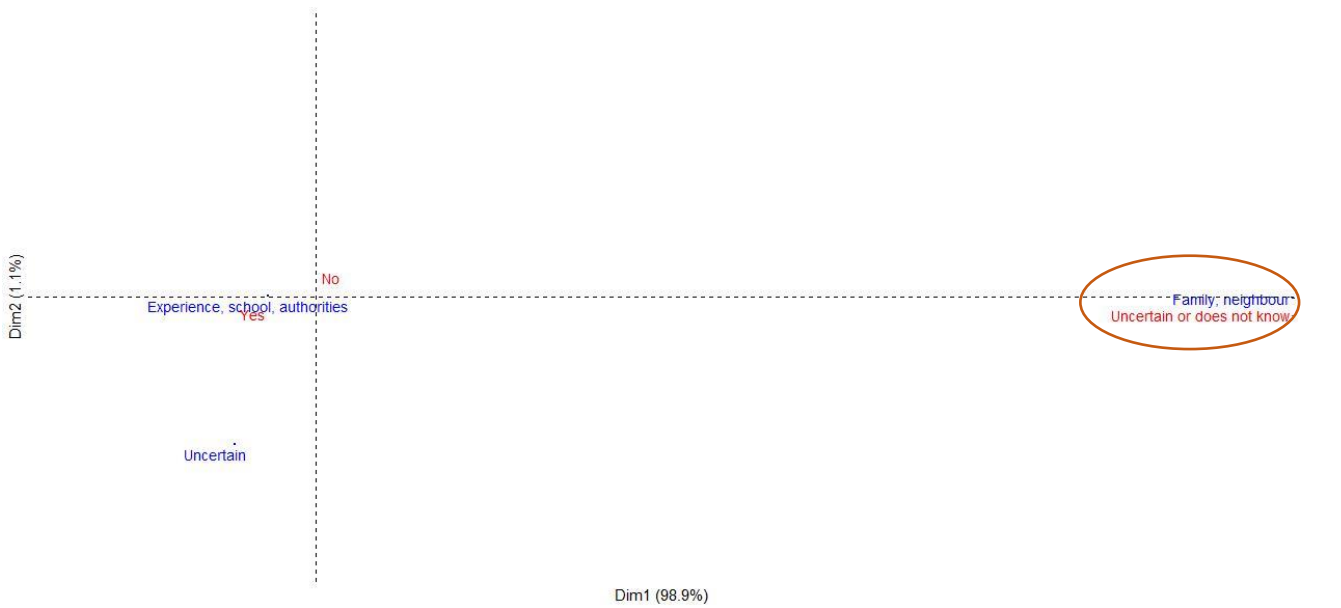 No
Dim2 (1.1%)
Experience, school, authorities
Yes
Family, neighbour
Uncertain or does not know
Uncertain
Dim1 (98.9%)